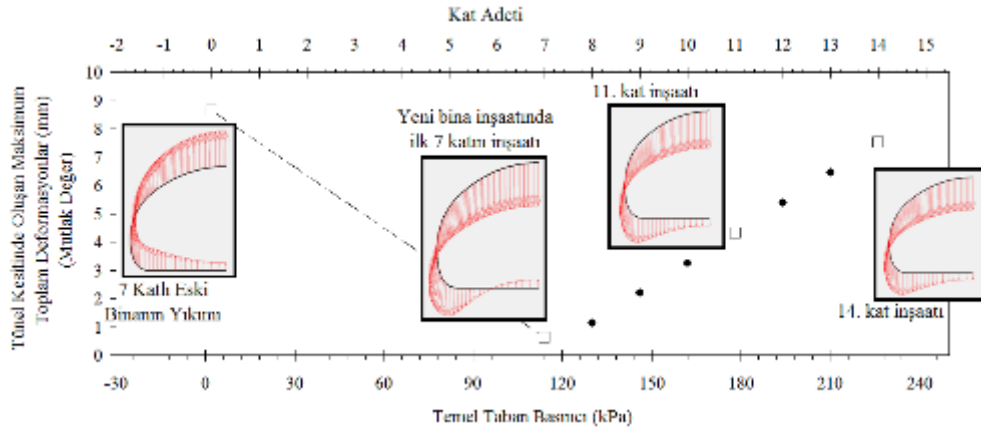 Kat Adeti
-2 -1 0 1 2 3 4 5 6 7 8 9 10 11 12 13 14 15
Tünel Kesitinde Oluşan Maksimum
Toplam Deformasyonlar (mm)
(Mutlak Değer)
10
9
8
7
6
5
4
3
2
1
0
11. kat inşaatı
Yeni bina inşaatında
ilk 7 katın inşaatı
7 Katlı Eski
Binanın Yıkımı
14. kat inşaatı
-30 0 30 60 90 120 150 180 210 240
Temel Taban Basıncı (kPa)